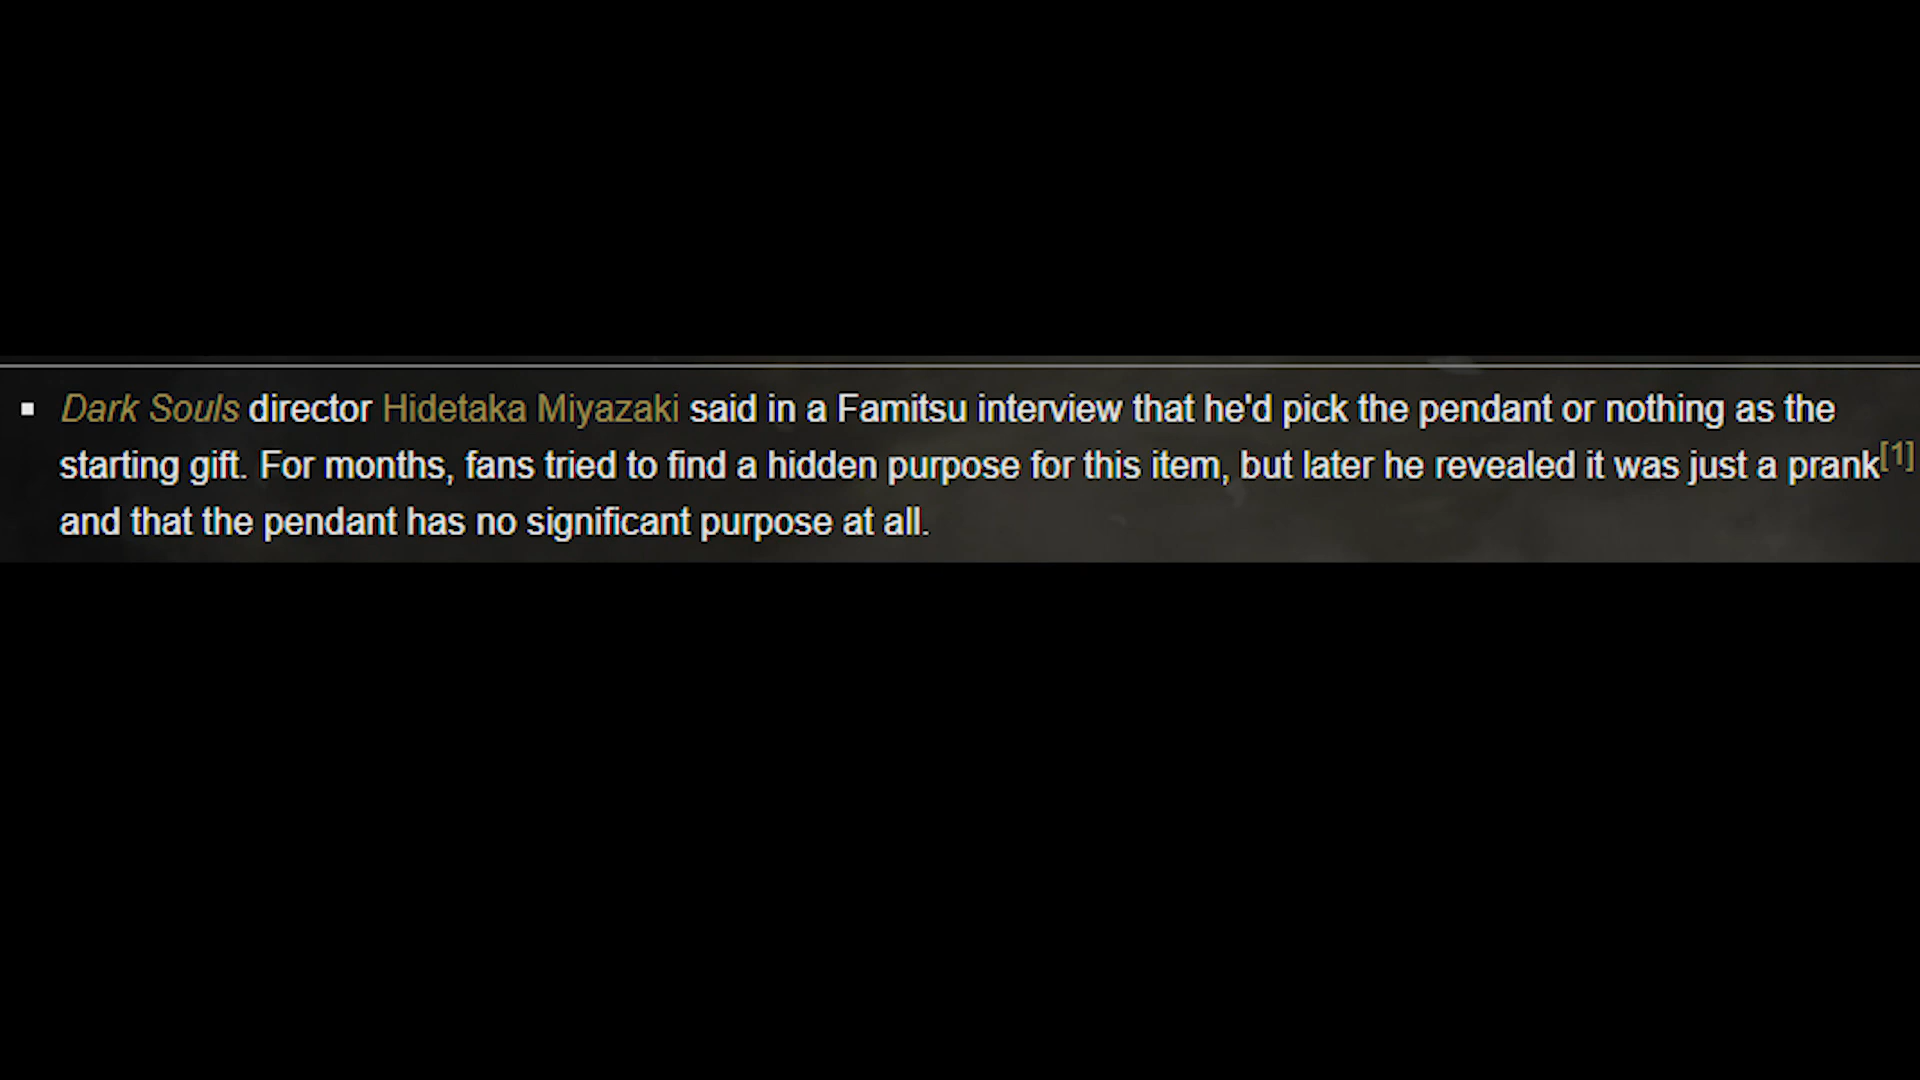 ▪ Dark Souls director Hidetaka Miyazaki said in a Famitsu interview that he'd pick the pendant or nothing as the
starting gift. For months, fans tried to find a hidden purpose for this item, but later he revealed it was just a prank[1]
and that the pendant has no significant purpose at all.